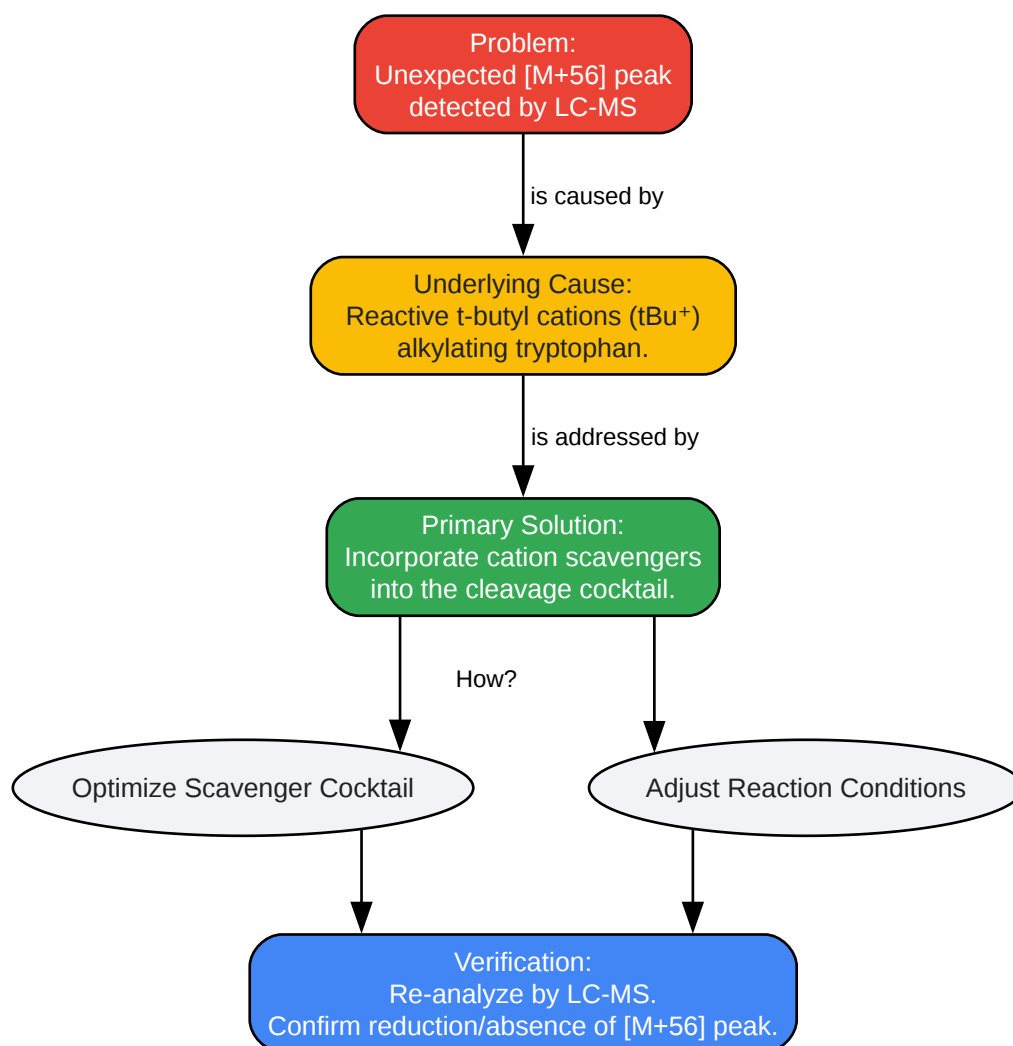 Problem:
Unexpected [M+56] peak
detected by LC-MS
is caused by
Underlying Cause:
Reactive t-butyl cations (tBu⁺)
alkylating tryptophan.
is addressed by
Primary Solution:
Incorporate cation scavengers
into the cleavage cocktail.
How?
Optimize Scavenger Cocktail
Adjust Reaction Conditions
Verification:
Re-analyze by LC-MS.
Confirm reduction/absence of [M+56] peak.